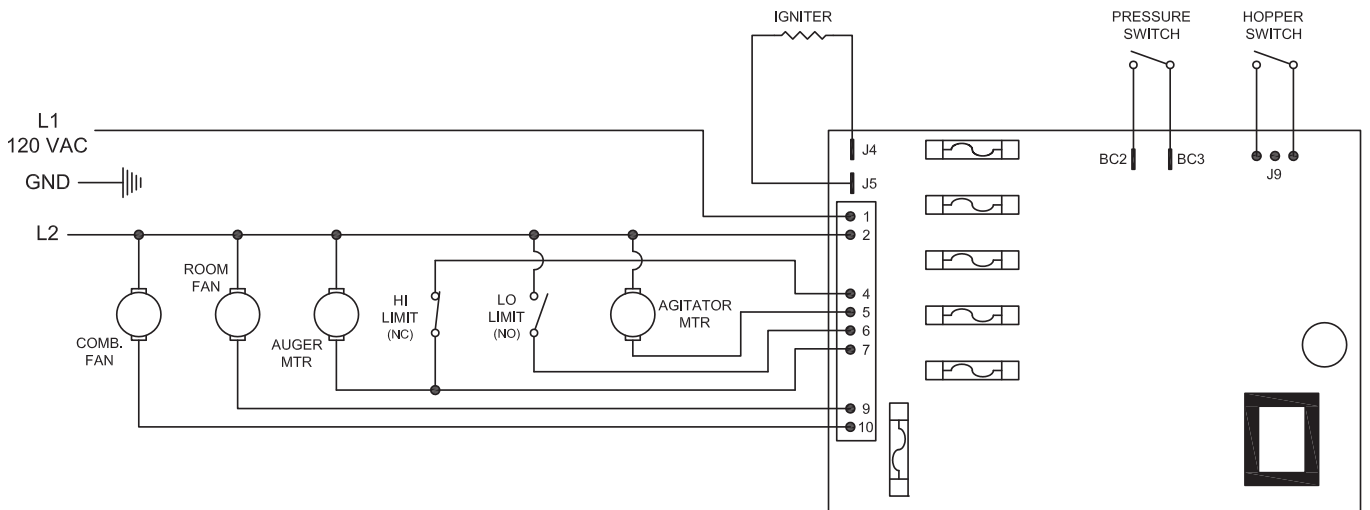 IGNITER
PRESSURE
SWITCH
HOPPER
SWITCH
L1
120 VAC
GND
L2
J4
J5
BC2
BC3
J9
1
2
4
5
6
7
9
10
COMB.
FAN
ROOM
FAN
AUGER
MTR
HI
LIMIT
(NC)
LO
LIMIT
(NO)
AGITATOR
MTR